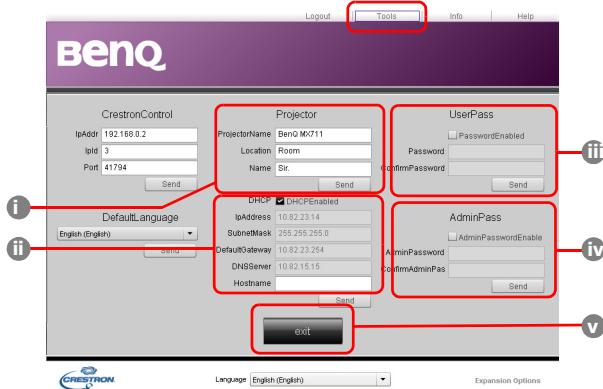 Logout Tools Info Help
BenQ
CrestronControl
IpAddr 192.168.0.2
IpId 3
Port 41794
Send
Projector
ProjectorName BenQ MX711
Location Room
Name Sir.
Send
UserPass
PasswordEnabled
Password
ConfirmPassword
Send
iii
i
DHCP DHCPEnabled
IpAddress 10.82.23.14
SubnetMask 255.255.255.0
DefaultGateway 10.82.23.254
DNSServer 10.82.15.15
Hostname
Send
ii
DefaultLanguage
English (English)
Send
AdminPass
AdminPasswordEnable
AdminPassword
ConfirmAdminPas
Send
iv
exit
v
CRESTRON
Language English (English)
Expansion Options